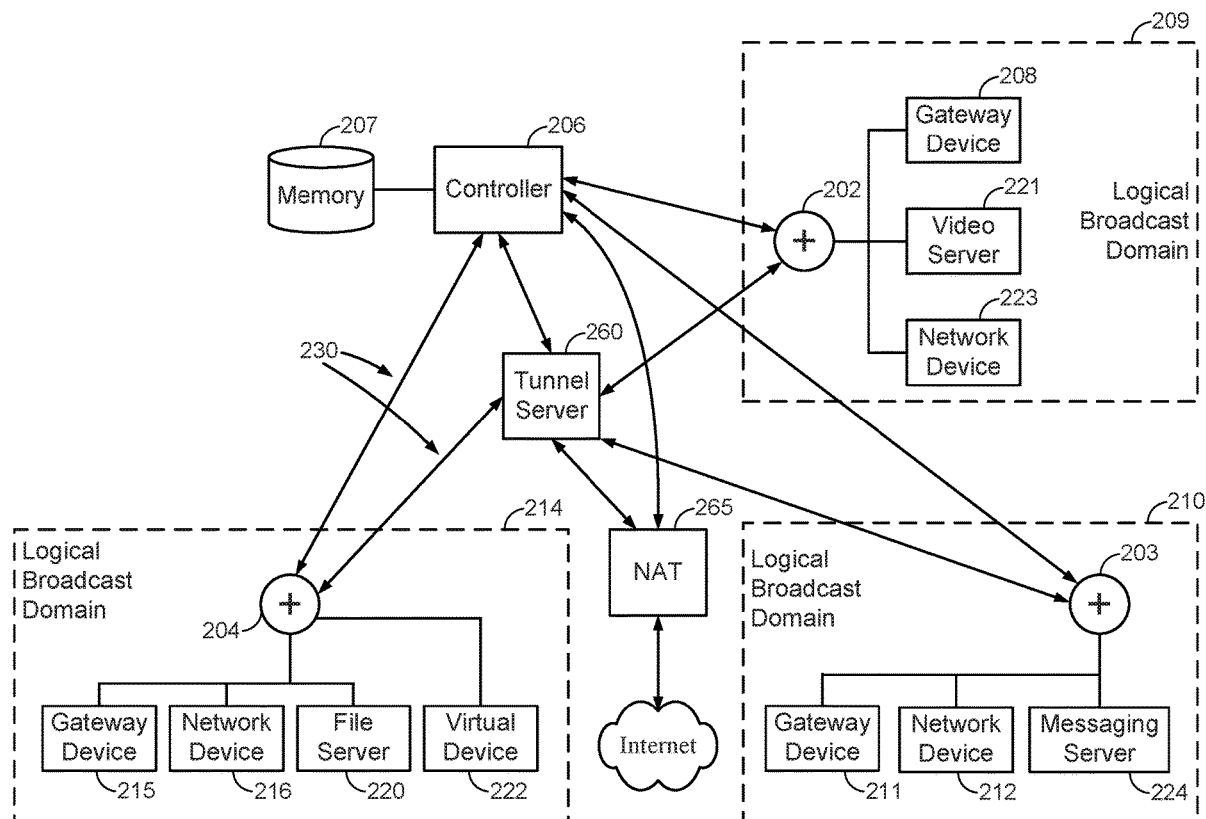 209
208
Gateway
Device
207
206
Memory
Controller
202
+
221
Video
Server
Logical
Broadcast
Domain
223
Network
Device
230
260
Tunnel
Server
214
265
210
Logical
Broadcast
Domain
NAT
Logical
Broadcast
Domain
203
+
204
+
Gateway
Device
Network
Device
File
Server
Virtual
Device
Internet
Gateway
Device
Network
Device
Messaging
Server
215
216
220
222
211
212
224